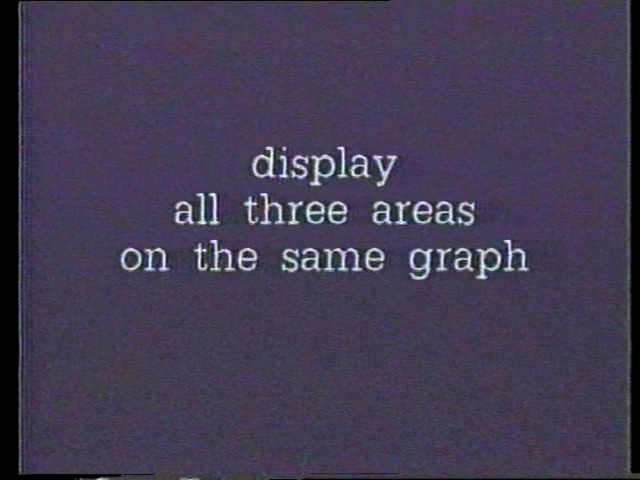 display
all three areas
on the same graph